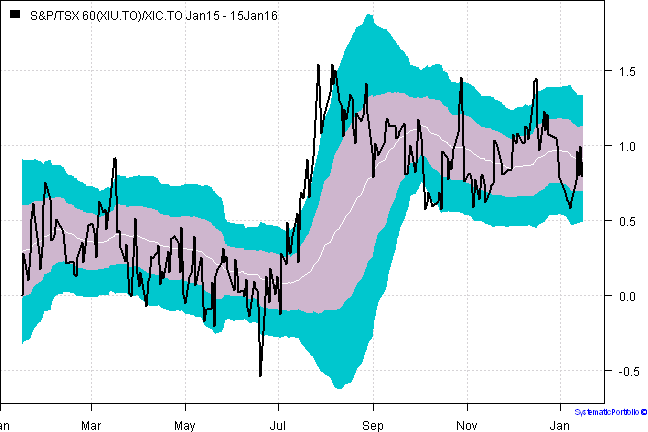 S&P/TSX 60(XIU.TO)/XIC.TO Jan15 - 15Jan16
1.5
1.0
0.5
0.0
-0.5
an Mar May Jul Sep Nov Jan
SystematicPortfolio ©